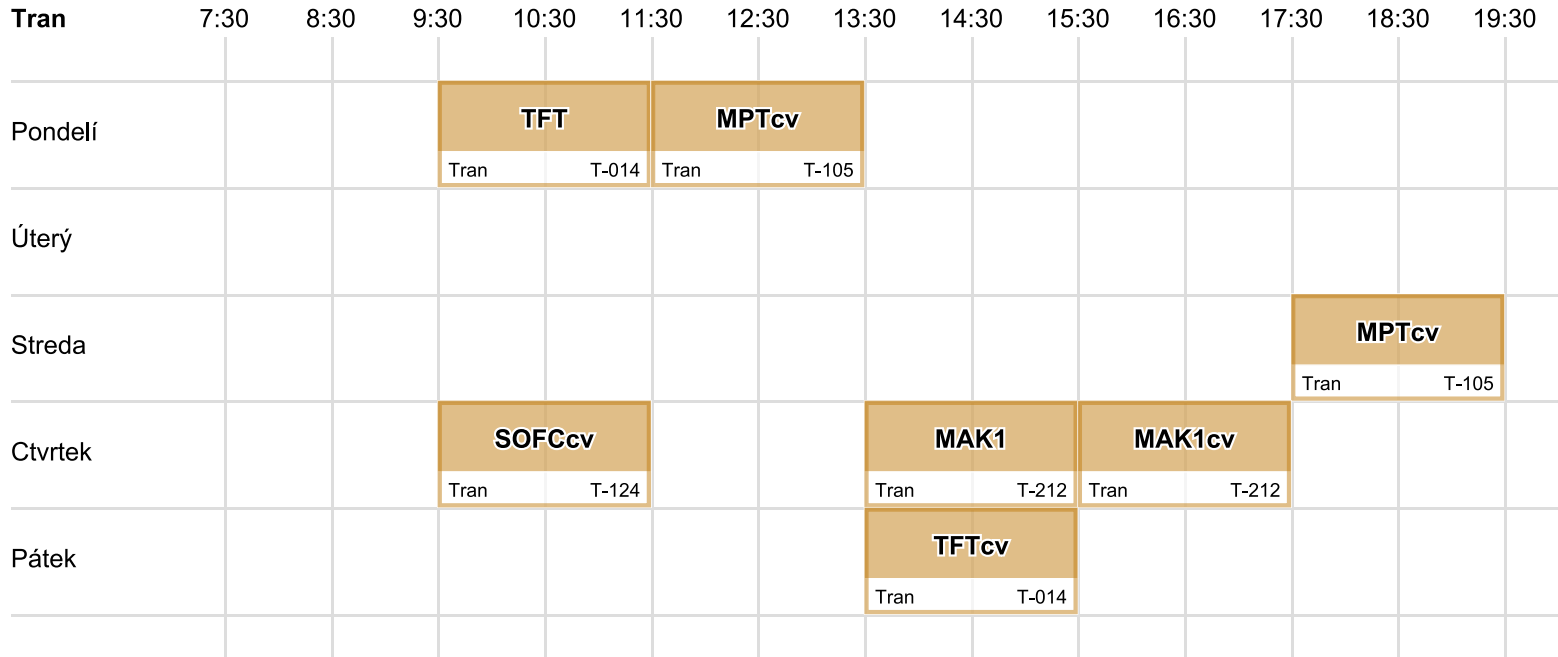 Tran 7:30 8:30 9:30 10:30 11:30 12:30 13:30 14:30 15:30 16:30 17:30 18:30 19:30
Pondelí
TFT
Tran T-014
MPTcv
Tran T-105
Úterý
Streda
MPTcv
Tran T-105
Ctvrtek
SOFCcv
Tran T-124
MAK1
Tran T-212
MAK1cv
Tran T-212
Pátek
TFTcv
Tran T-014